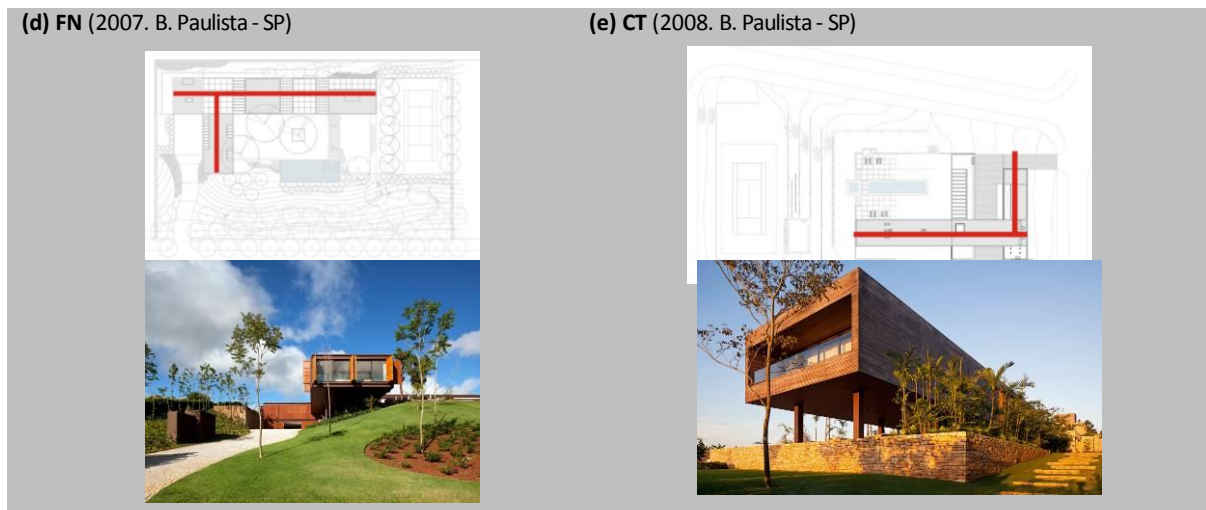 (d) FN (2007. B. Paulista - SP)
(e) CT (2008. B. Paulista - SP)